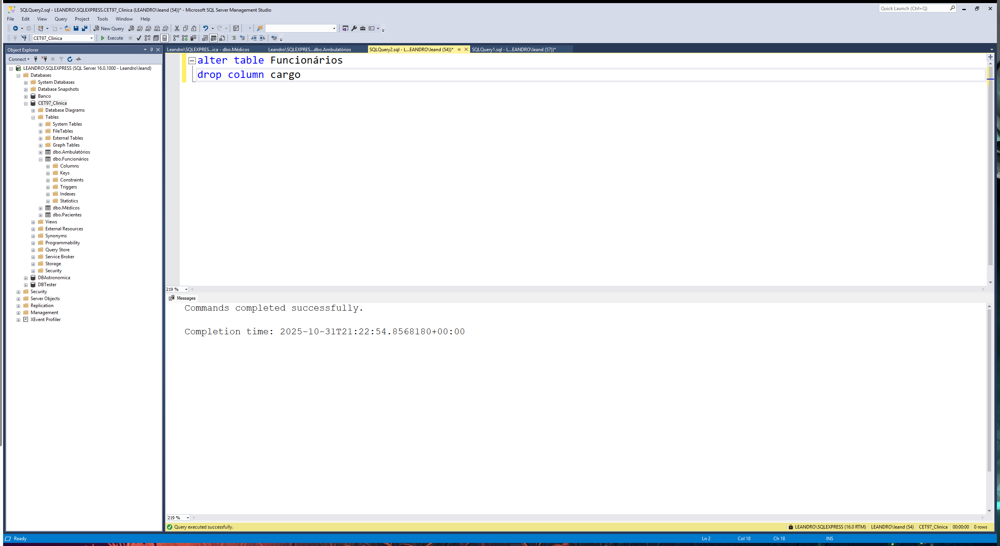 SQLQuery2.sql - LEANDRO\SQLEXPRESS.CET97_Clinica (LEANDRO\leand (54))* - Microsoft SQL Server Management Studio
Quick Launch (Ctrl+Q)
File Edit View Query Project Tools Window Help
New Query
CET97_Clinica
Execute
Object Explorer
Connect
LEANDRO\SQLEXPRESS (SQL Server 16.0.1000 - Leandro\leand)
Databases
System Databases
Database Snapshots
Banco
CET97_Clinica
Database Diagrams
Tables
System Tables
FileTables
External Tables
Graph Tables
dbo.Ambulatórios
dbo.Funcionários
Columns
Keys
Constraints
Triggers
Indexes
Statistics
dbo.Médicos
dbo.Pacientes
Views
External Resources
Synonyms
Programmability
Query Store
Service Broker
Storage
Security
DBAstronomica
DBTester
Security
Server Objects
Replication
Management
XEvent Profiler
Leandro\SQLEXPRES...ica - dbo.Médicos
Leandro\SQLEXPRES...dbo.Ambulatórios
SQLQuery2.sql - L...EANDRO\leand (54))*
SQLQuery1.sql - L...EANDRO\leand (57))*
alter table Funcionários
drop column cargo
219 %
Messages
Commands completed successfully.
Completion time: 2025-10-31T21:22:54.8568180+00:00
219 %
Query executed successfully.
LEANDRO\SQLEXPRESS (16.0 RTM) LEANDRO\leand (54) CET97_Clinica 00:00:00 0 rows
Ready
Ln 2 Col 18 Ch 18 INS